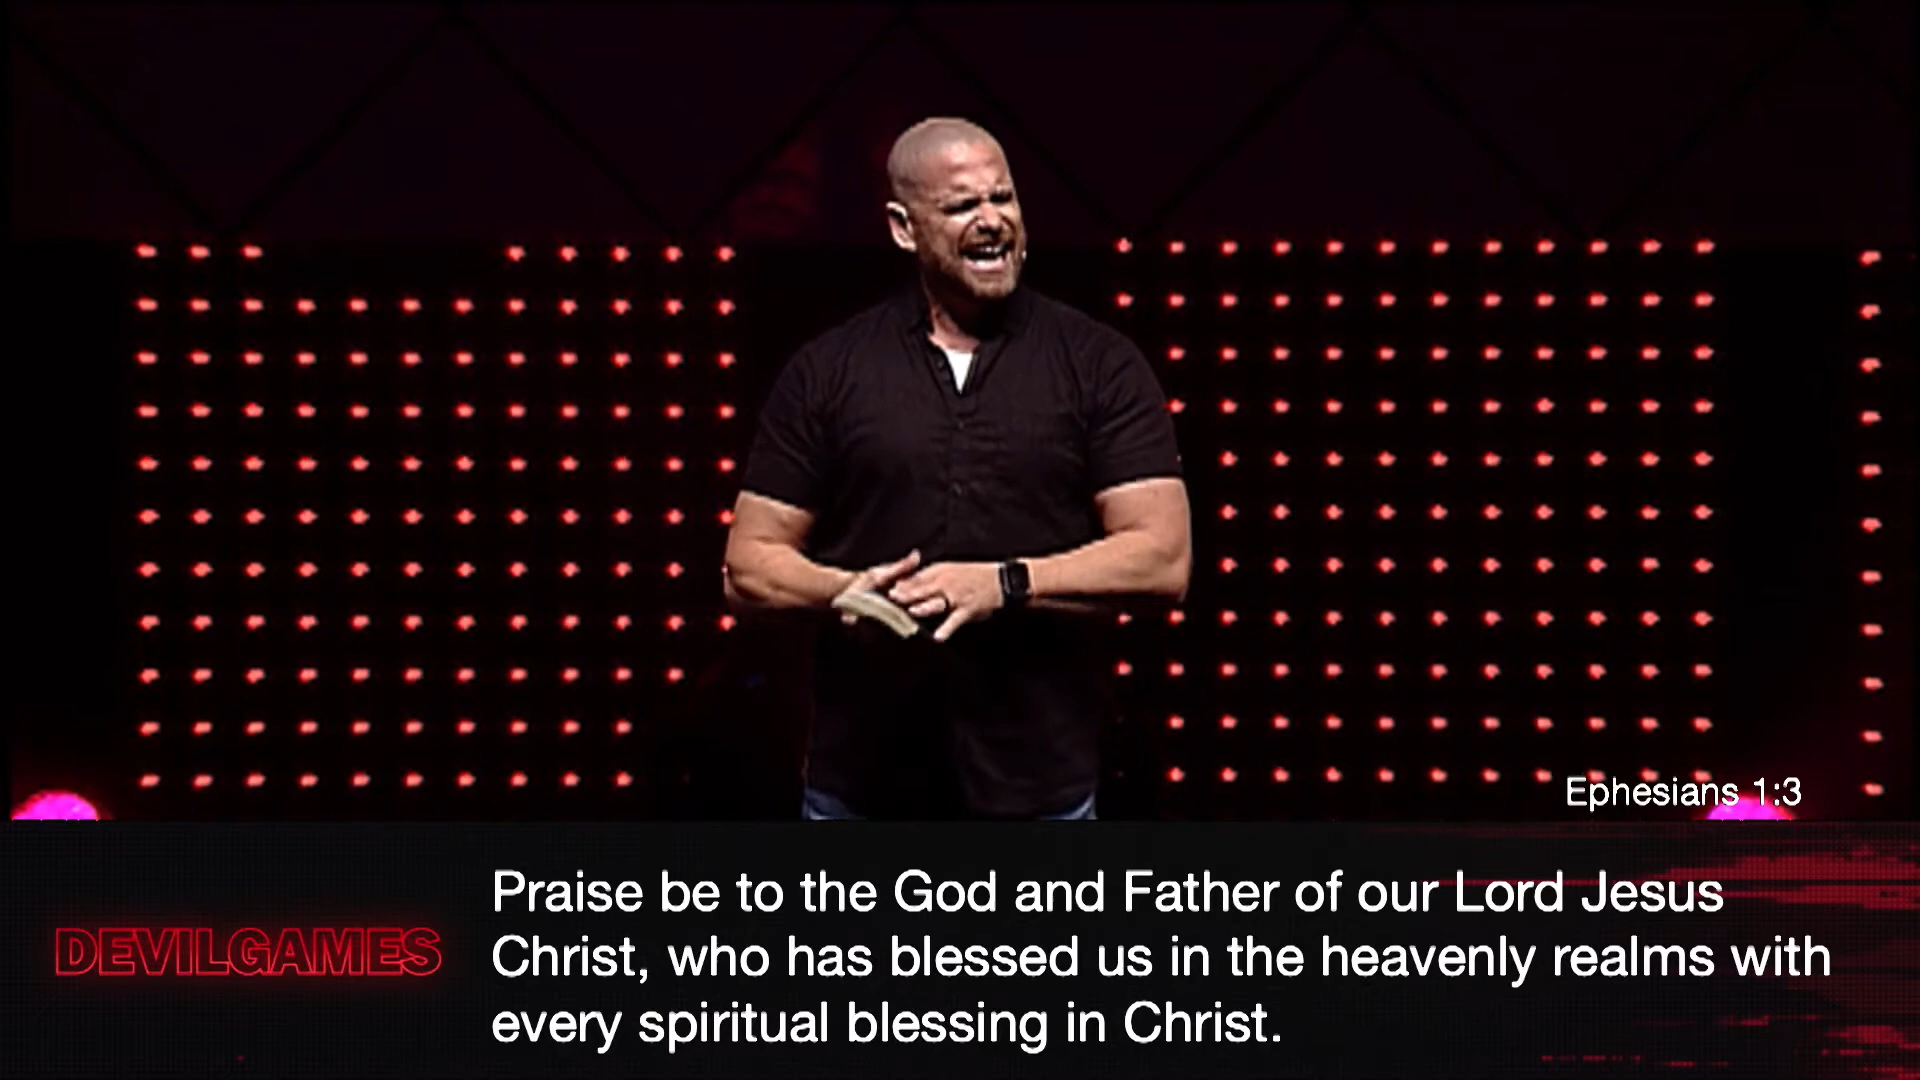 Ephesians 1:3
DEVILGAMES
Praise be to the God and Father of our Lord Jesus
Christ, who has blessed us in the heavenly realms with
every spiritual blessing in Christ.